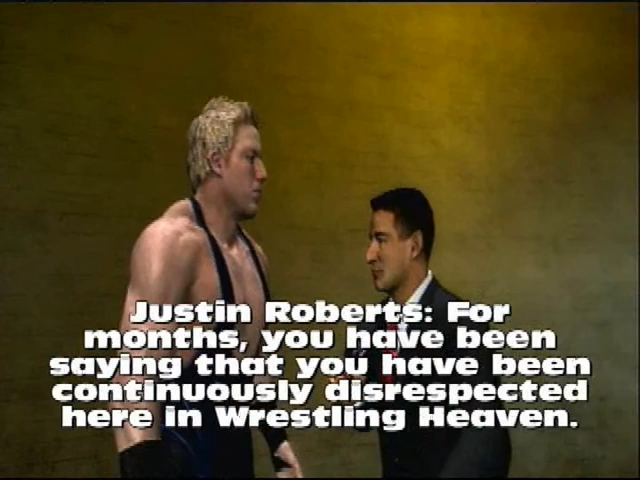 Justin Roberts: For
months, you have been
saying that you have been
continuously disrespected
here in Wrestling Heaven.